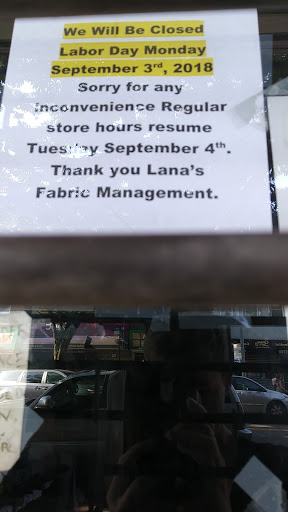 We Will Be Closed
Labor Day Monday
September 3rd, 2018
Sorry for any
inconvenience Regular
store hours resume
Tuesday September 4th.
Thank you Lana's
Fabric Management.